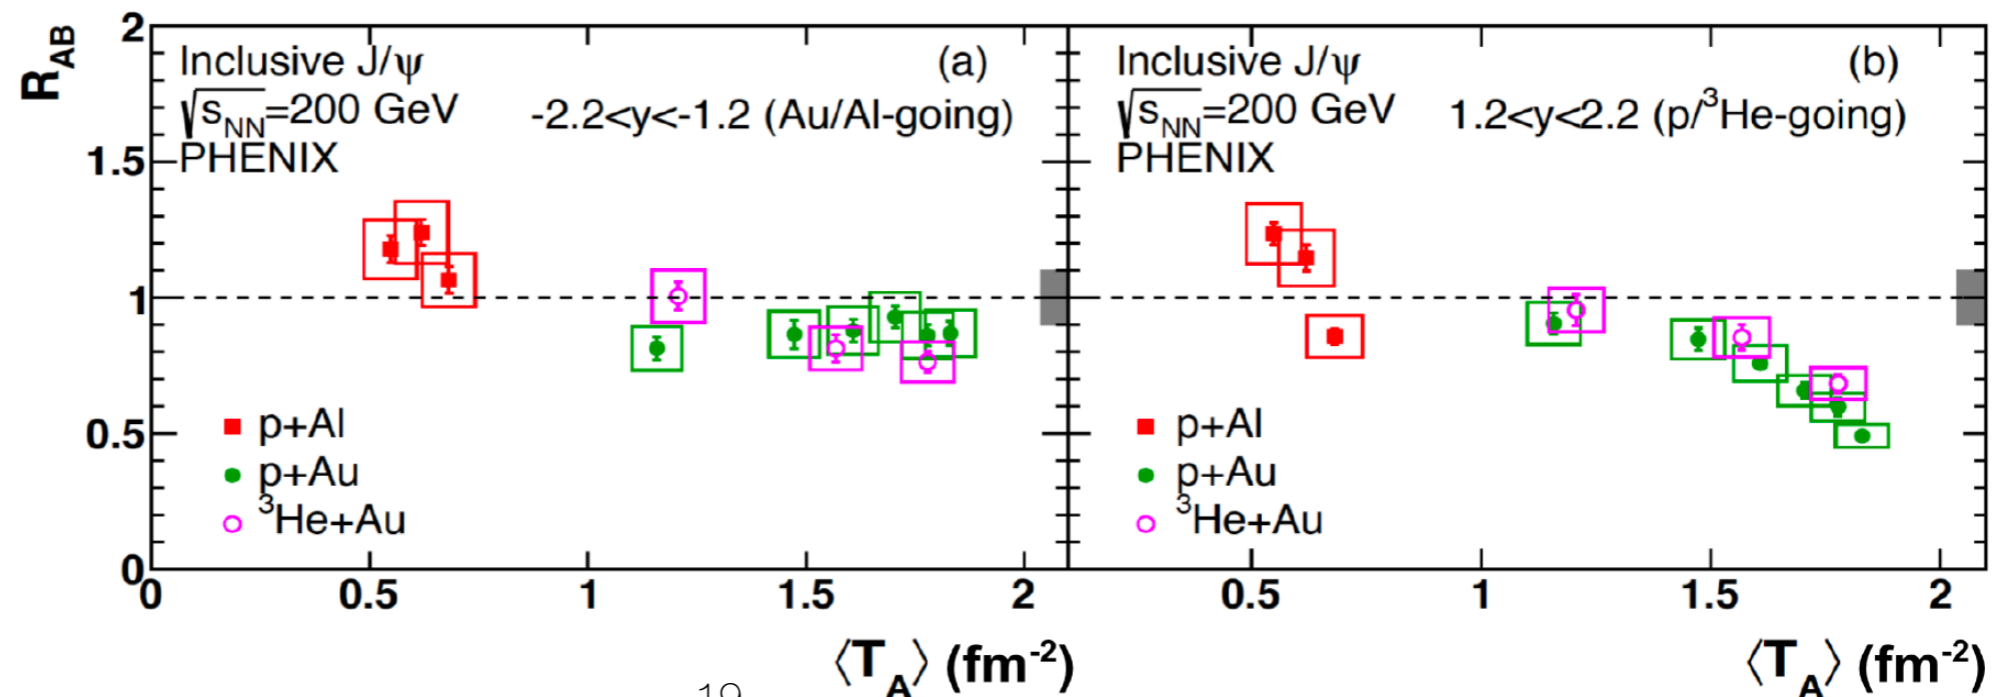 R_AB
2
1.5
1
0.5
0
Inclusive J/ψ
(a)
√s_NN=200 GeV
-2.2<y<-1.2 (Au/Al-going)
PHENIX
p+Al
p+Au
³He+Au
0 0.5 1 1.5 2
⟨T_A⟩ (fm⁻²)
Inclusive J/ψ
(b)
√s_NN=200 GeV
1.2<y<2.2 (p/³He-going)
PHENIX
p+Al
p+Au
³He+Au
0.5 1 1.5 2
⟨T_A⟩ (fm⁻²)
19